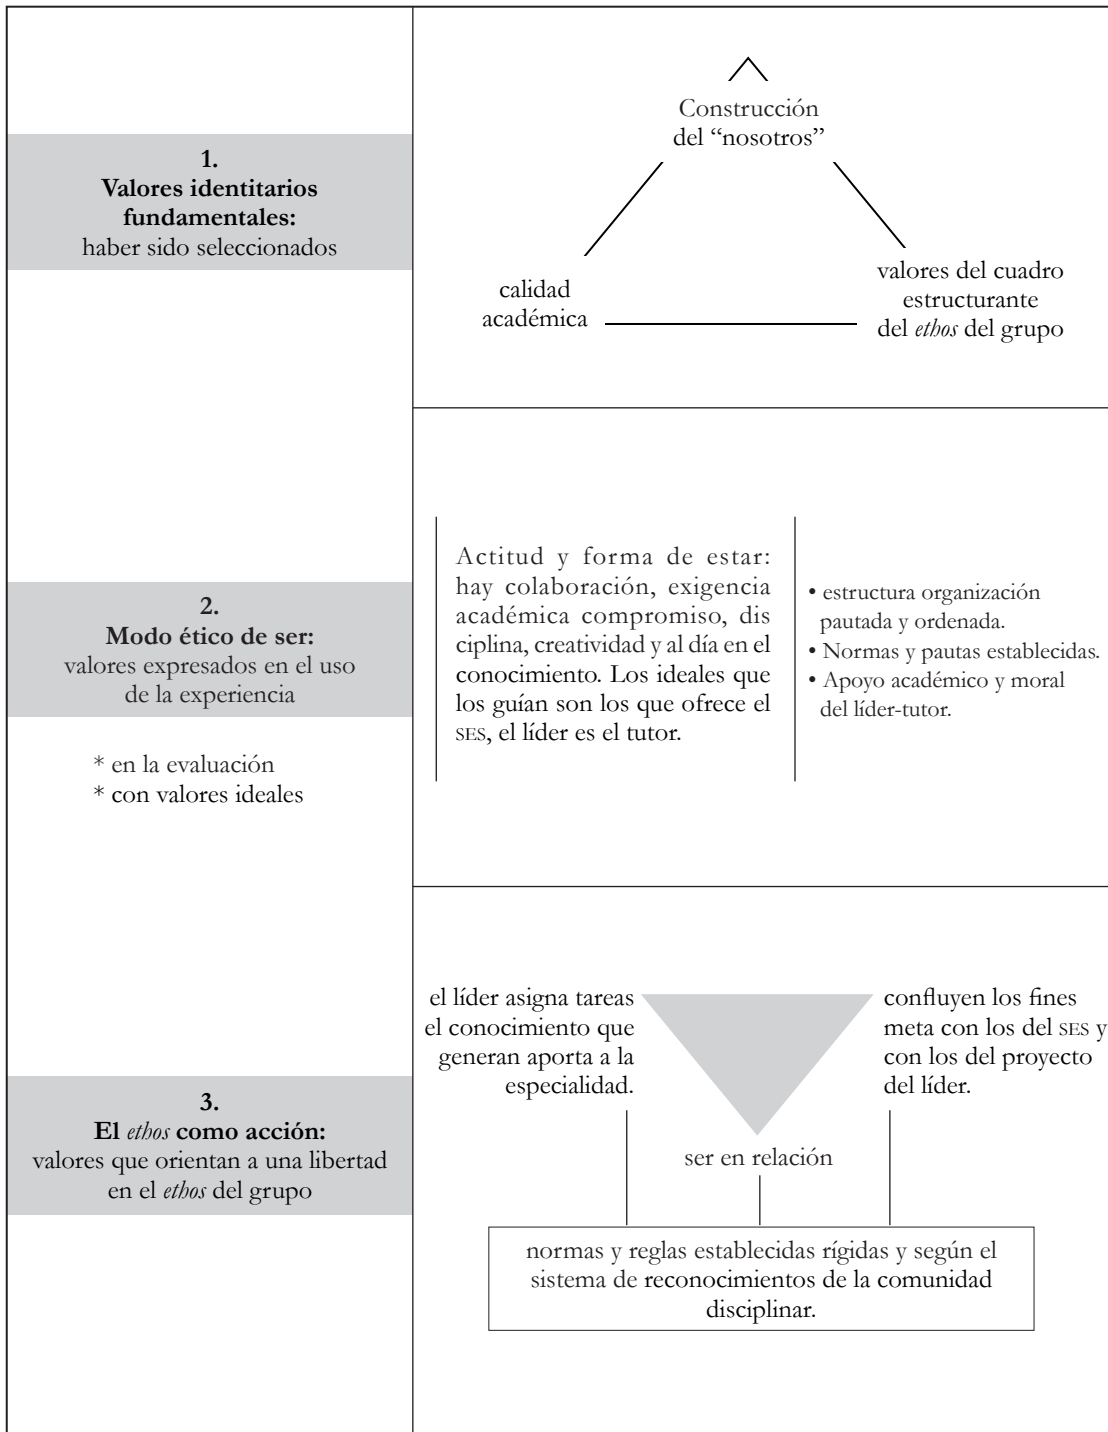 1.
Valores identitarios
fundamentales:
haber sido seleccionados
Construcción
del “nosotros”
calidad
académica
valores del cuadro
estructurante
del ethos del grupo
2.
Modo ético de ser:
valores expresados en el uso
de la experiencia
* en la evaluación
* con valores ideales
Actitud y forma de estar:
hay colaboración, exigencia
académica compromiso, dis
ciplina, creatividad y al día en el
conocimiento. Los ideales que
los guían son los que ofrece el
SES, el líder es el tutor.
• estructura organización
pautada y ordenada.
• Normas y pautas establecidas.
• Apoyo académico y moral
del líder-tutor.
3.
El ethos como acción:
valores que orientan a una libertad
en el ethos del grupo
el líder asigna tareas
el conocimiento que
generan aporta a la
especialidad.
confluyen los fines
meta con los del SES y
con los del proyecto
del líder.
ser en relación
normas y reglas establecidas rígidas y según el
sistema de reconocimientos de la comunidad
disciplinar.